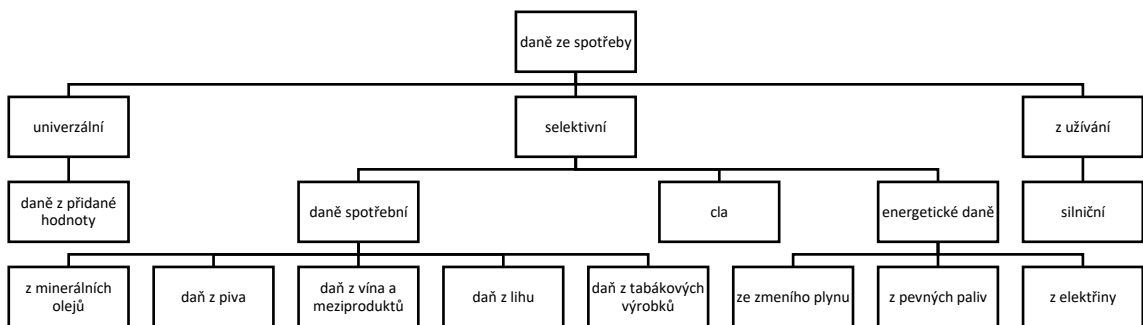 daně ze spotřeby
univerzální
selektivní
z užívání
daně z přidané
hodnoty
daně spotřební
cla
energetické daně
silniční
z minerálních
olejů
daň z piva
daň z vína a
meziproduktů
daň z lihu
daň z tabákových
výrobků
ze zmeního plynu
z pevných paliv
z elektřiny